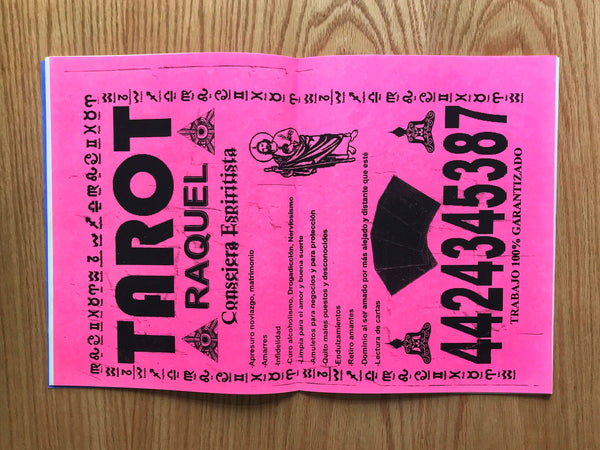 TAROT
RAQUEL
Consejera Espiritista
-Apresuro noviazgo, matrimonio
-Amarres
-Infidelidad
-Curo alcoholismo, Drogadicción, Nerviosismo
-Limpia para el amor y buena suerte
-Amuletos para negocios y para protección
-Quito males puestos y desconocidos
-Endulzamientos
-Retiro amantes
-Dominio al ser amado por más alejado y distante que esté
-Lectura de cartas
4424345387
TRABAJO 100% GARANTIZADO